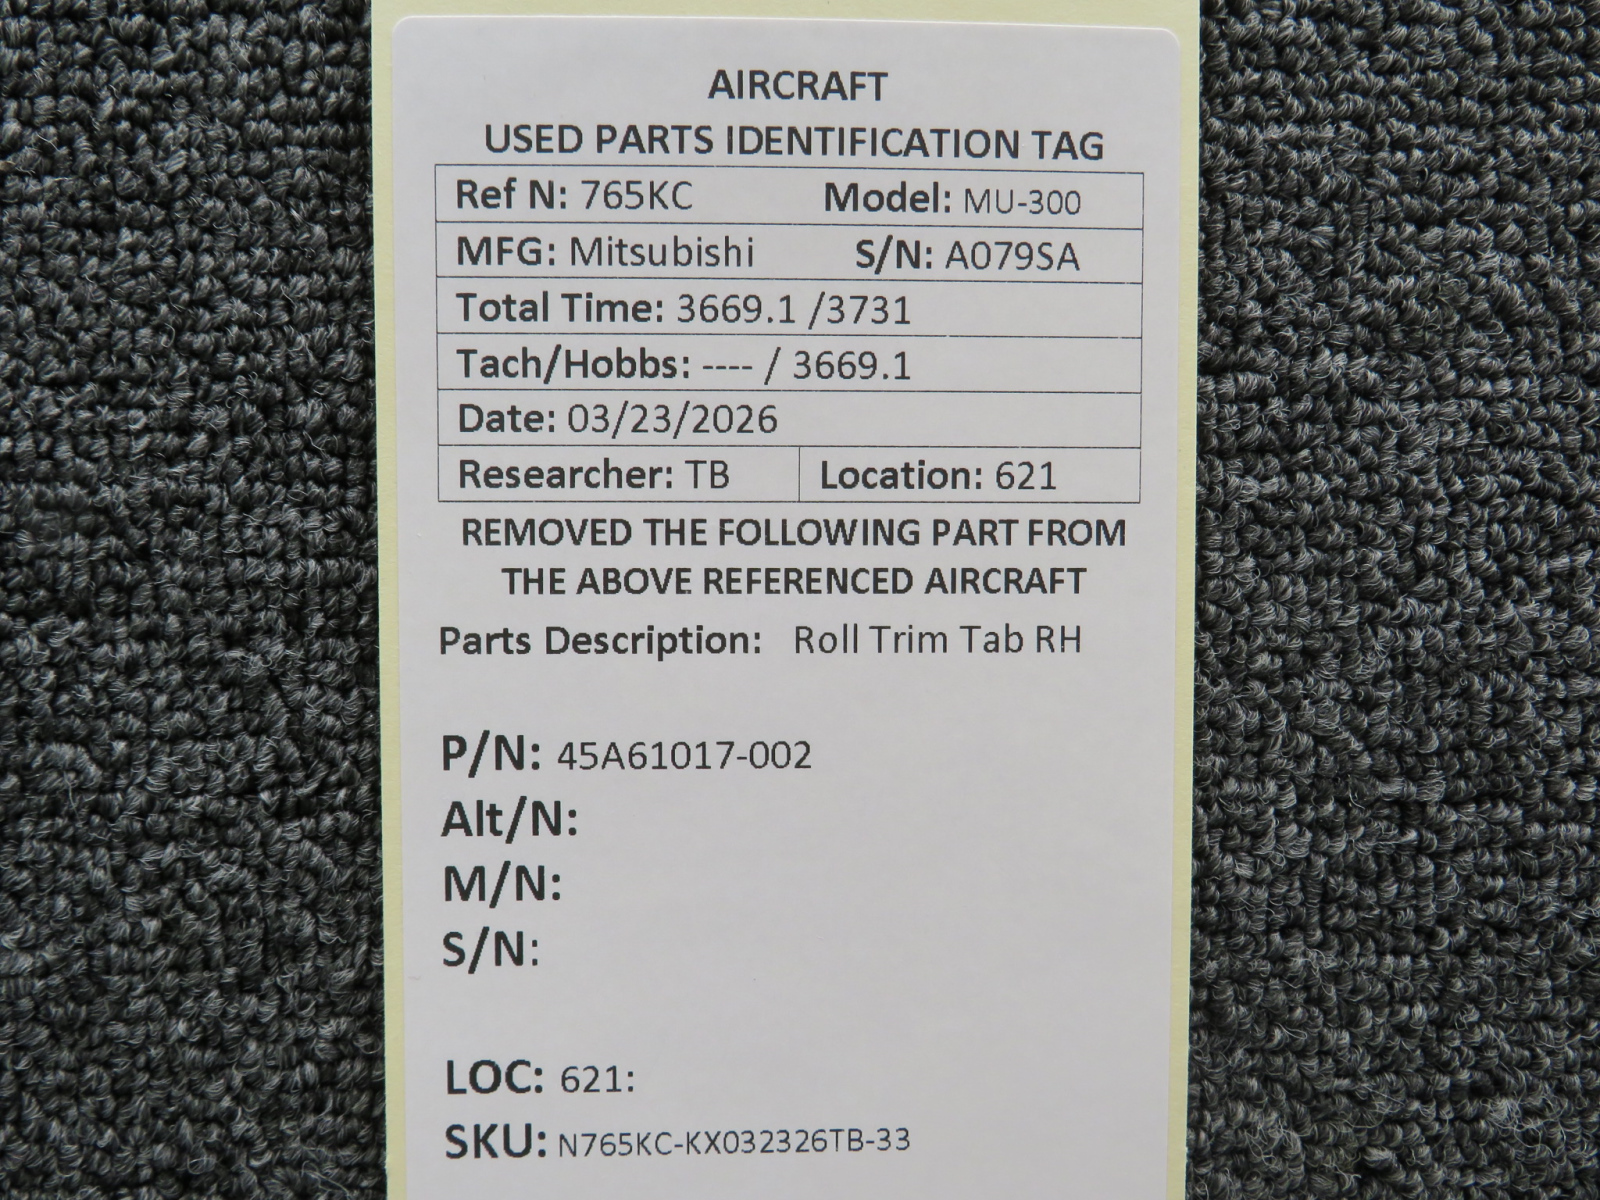 AIRCRAFT
USED PARTS IDENTIFICATION TAG
Ref N: 765KC Model: MU-300
MFG: Mitsubishi S/N: A079SA
Total Time: 3669.1 /3731
Tach/Hobbs: ---- / 3669.1
Date: 03/23/2026
Researcher: TB Location: 621
REMOVED THE FOLLOWING PART FROM
THE ABOVE REFERENCED AIRCRAFT
Parts Description: Roll Trim Tab RH
P/N: 45A61017-002
Alt/N:
M/N:
S/N:
LOC: 621:
SKU: N765KC-KX032326TB-33